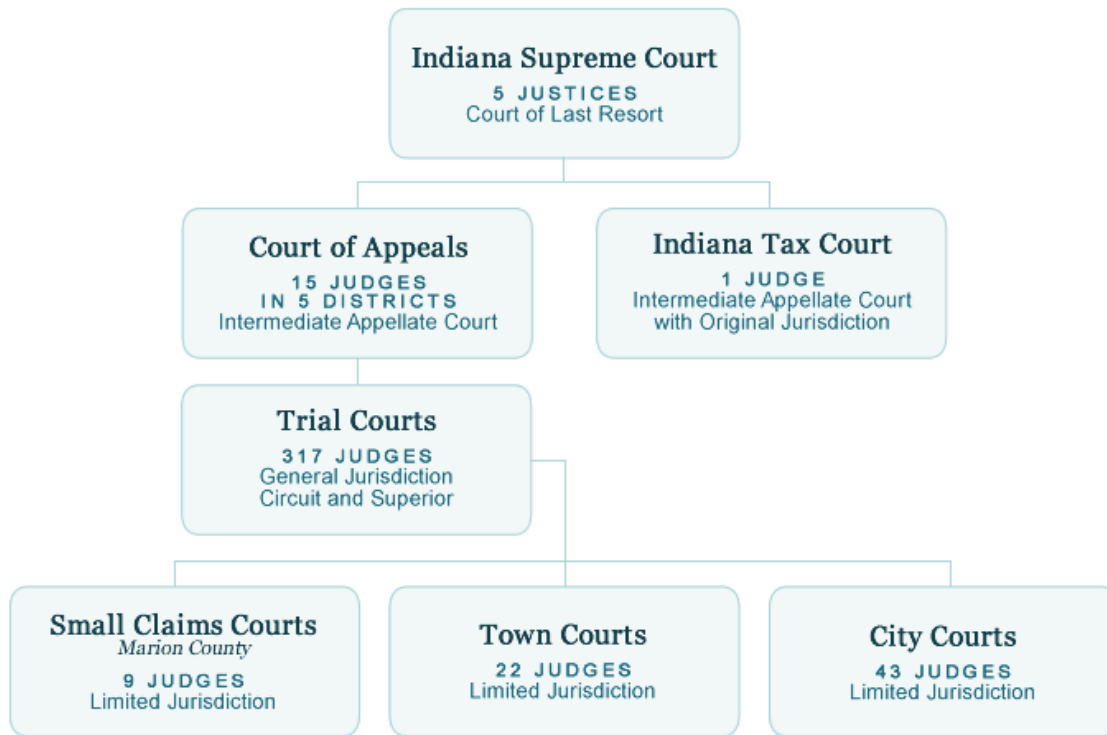 Indiana Supreme Court
5 JUSTICES
Court of Last Resort
Court of Appeals
15 JUDGES
IN 5 DISTRICTS
Intermediate Appellate Court
Indiana Tax Court
1 JUDGE
Intermediate Appellate Court
with Original Jurisdiction
Trial Courts
317 JUDGES
General Jurisdiction
Circuit and Superior
Small Claims Courts
Marion County
9 JUDGES
Limited Jurisdiction
Town Courts
22 JUDGES
Limited Jurisdiction
City Courts
43 JUDGES
Limited Jurisdiction